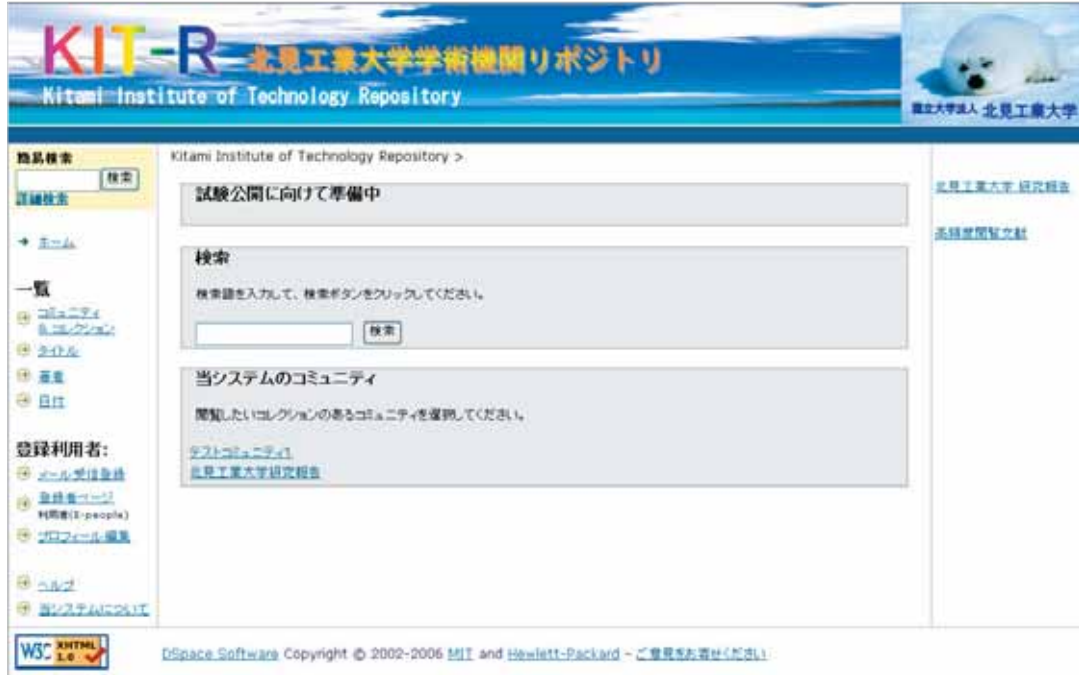 KIT-R 北見工業大学学術機関リポジトリ
Kitami Institute of Technology Repository
国立大学法人 北見工業大学
簡易検索
検索
詳細検索
ホーム
一覧
コミュニティ
&コレクション
タイトル
著者
日付
登録利用者:
メール受信登録
登録者ページ
利用者(E-people)
プロフィール編集
ヘルプ
当システムについて
Kitami Institute of Technology Repository >
試験公開に向けて準備中
検索
検索語を入力して、検索ボタンをクリックしてください。
検索
当システムのコミュニティ
閲覧したいコレクションのあるコミュニティを選択してください。
テストコミュニティ1
北見工業大学研究報告
北見工業大学 研究報告
高頻度閲覧文献
W3C XHTML 1.0
DSpace Software Copyright © 2002-2006 MIT and Hewlett-Packard - ご意見をお寄せください